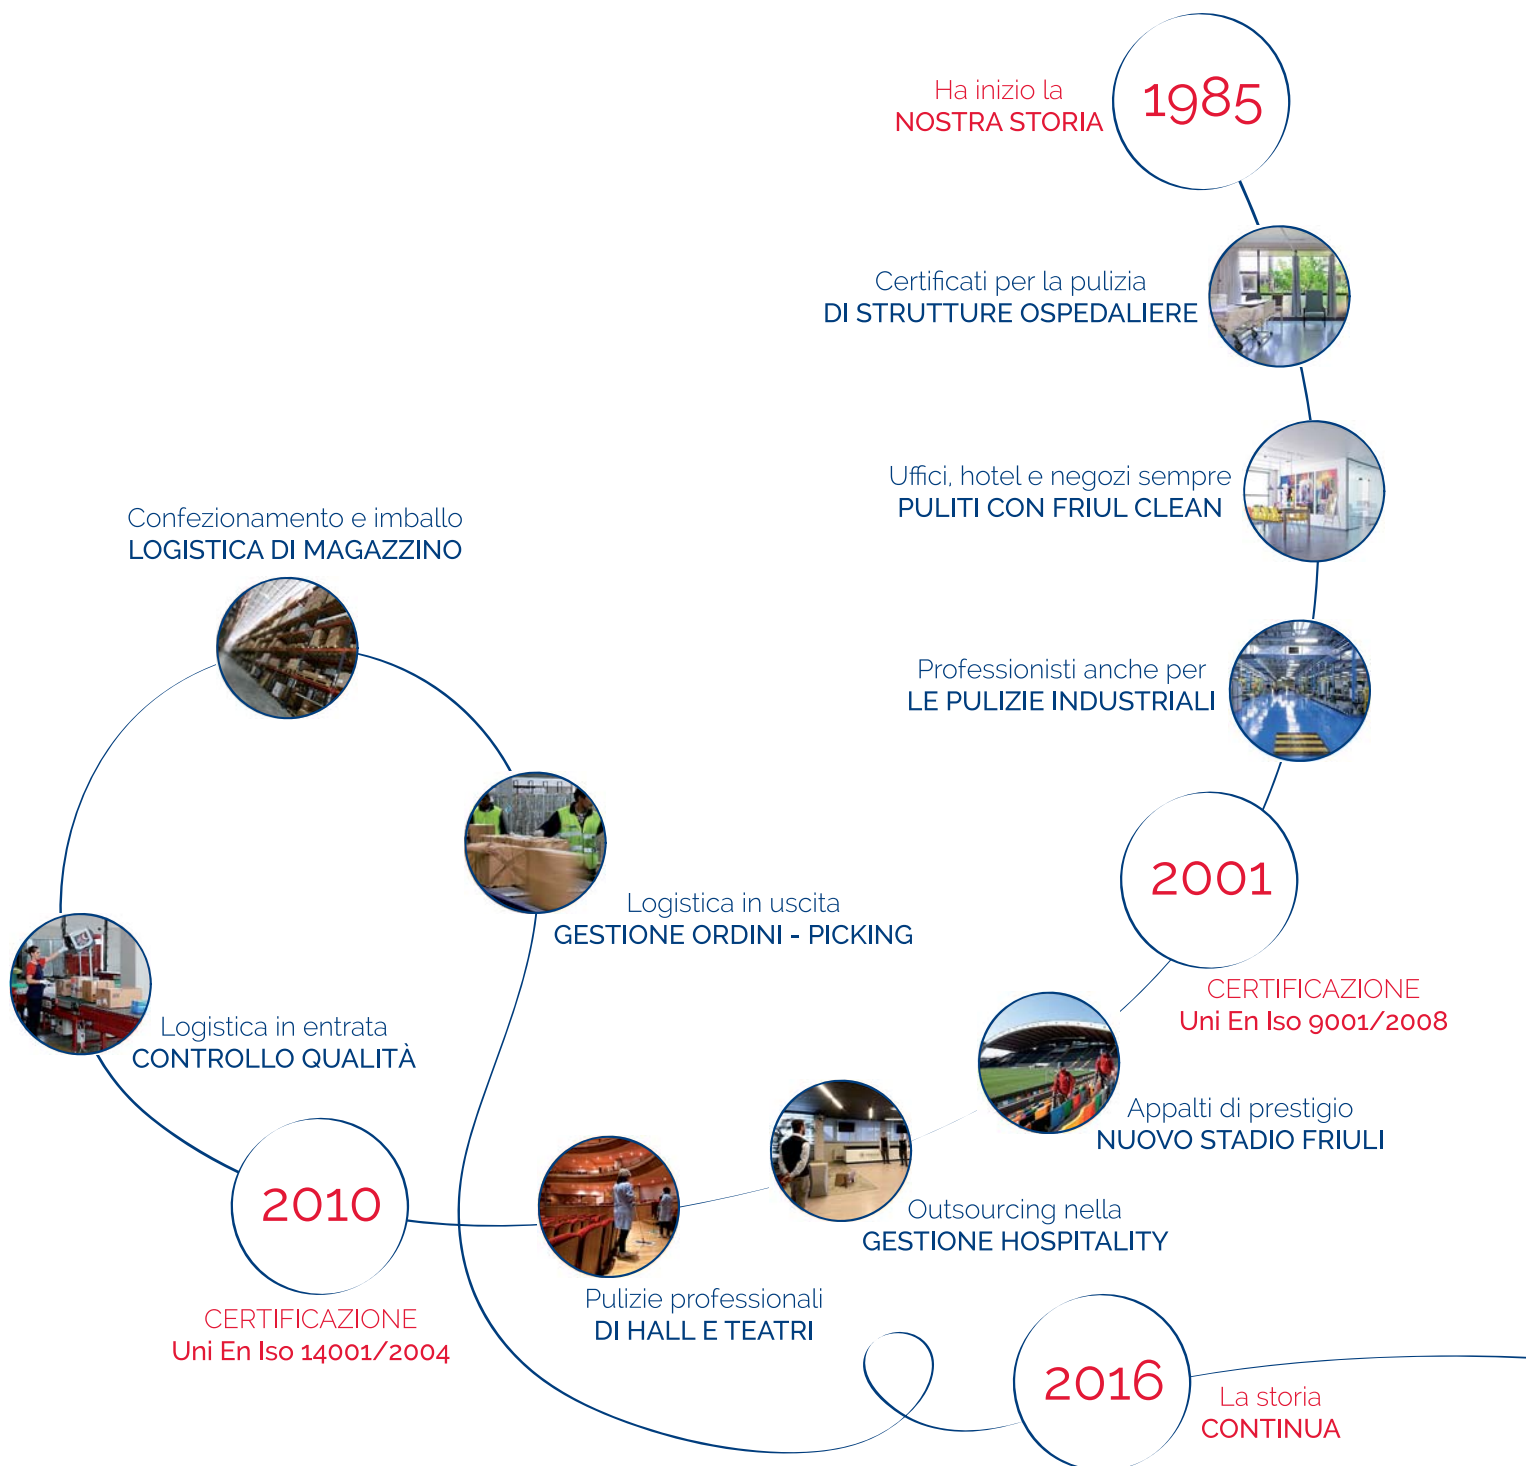 Ha inizio la
NOSTRA STORIA
1985
Certificati per la pulizia
DI STRUTTURE OSPEDALIERE
Uffici, hotel e negozi sempre
PULITI CON FRIUL CLEAN
Professionisti anche per
LE PULIZIE INDUSTRIALI
2001
CERTIFICAZIONE
Uni En Iso 9001/2008
Appalti di prestigio
NUOVO STADIO FRIULI
Outsourcing nella
GESTIONE HOSPITALITY
Pulizie professionali
DI HALL E TEATRI
2010
CERTIFICAZIONE
Uni En Iso 14001/2004
Logistica in entrata
CONTROLLO QUALITÀ
Confezionamento e imballo
LOGISTICA DI MAGAZZINO
Logistica in uscita
GESTIONE ORDINI - PICKING
2016
La storia
CONTINUA